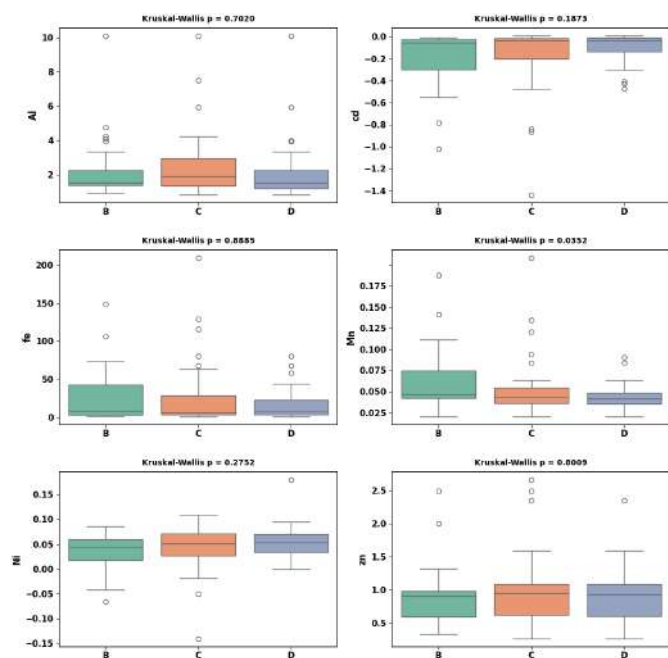 Kruskal-Wallis p = 0.7020
Al
10
8
6
4
2
B C D
Kruskal-Wallis p = 0.1873
cd
0.0
−0.2
−0.4
−0.6
−0.8
−1.0
−1.2
−1.4
B C D
Kruskal-Wallis p = 0.8885
fe
200
150
100
50
0
B C D
Kruskal-Wallis p = 0.0352
Mn
0.175
0.150
0.125
0.100
0.075
0.050
0.025
B C D
Kruskal-Wallis p = 0.2752
Ni
0.15
0.10
0.05
0.00
−0.05
−0.10
−0.15
B C D
Kruskal-Wallis p = 0.8009
zn
2.5
2.0
1.5
1.0
0.5
B C D